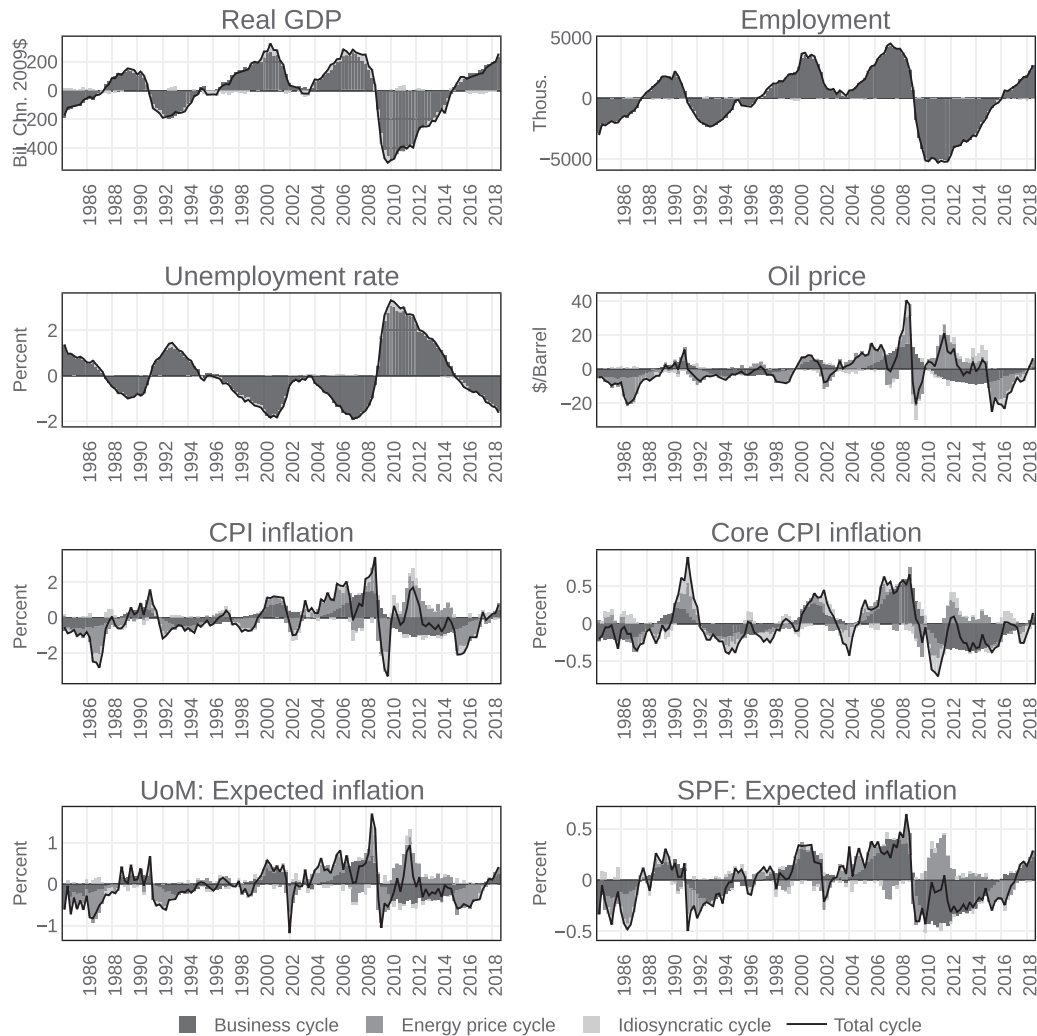 Real GDP
Employment
Bil. Chn. 2009$
200
0
−200
−400
Thous.
5000
0
−5000
1986 1988 1990 1992 1994 1996 1998 2000 2002 2004 2006 2008 2010 2012 2014 2016 2018
1986 1988 1990 1992 1994 1996 1998 2000 2002 2004 2006 2008 2010 2012 2014 2016 2018
Unemployment rate
Oil price
Percent
2
0
−2
$/Barrel
40
20
0
−20
1986 1988 1990 1992 1994 1996 1998 2000 2002 2004 2006 2008 2010 2012 2014 2016 2018
1986 1988 1990 1992 1994 1996 1998 2000 2002 2004 2006 2008 2010 2012 2014 2016 2018
CPI inflation
Core CPI inflation
Percent
2
0
−2
Percent
0.5
0
−0.5
1986 1988 1990 1992 1994 1996 1998 2000 2002 2004 2006 2008 2010 2012 2014 2016 2018
1986 1988 1990 1992 1994 1996 1998 2000 2002 2004 2006 2008 2010 2012 2014 2016 2018
UoM: Expected inflation
SPF: Expected inflation
Percent
1
0
−1
Percent
0.5
0
−0.5
1986 1988 1990 1992 1994 1996 1998 2000 2002 2004 2006 2008 2010 2012 2014 2016 2018
1986 1988 1990 1992 1994 1996 1998 2000 2002 2004 2006 2008 2010 2012 2014 2016 2018
Business cycle Energy price cycle Idiosyncratic cycle Total cycle